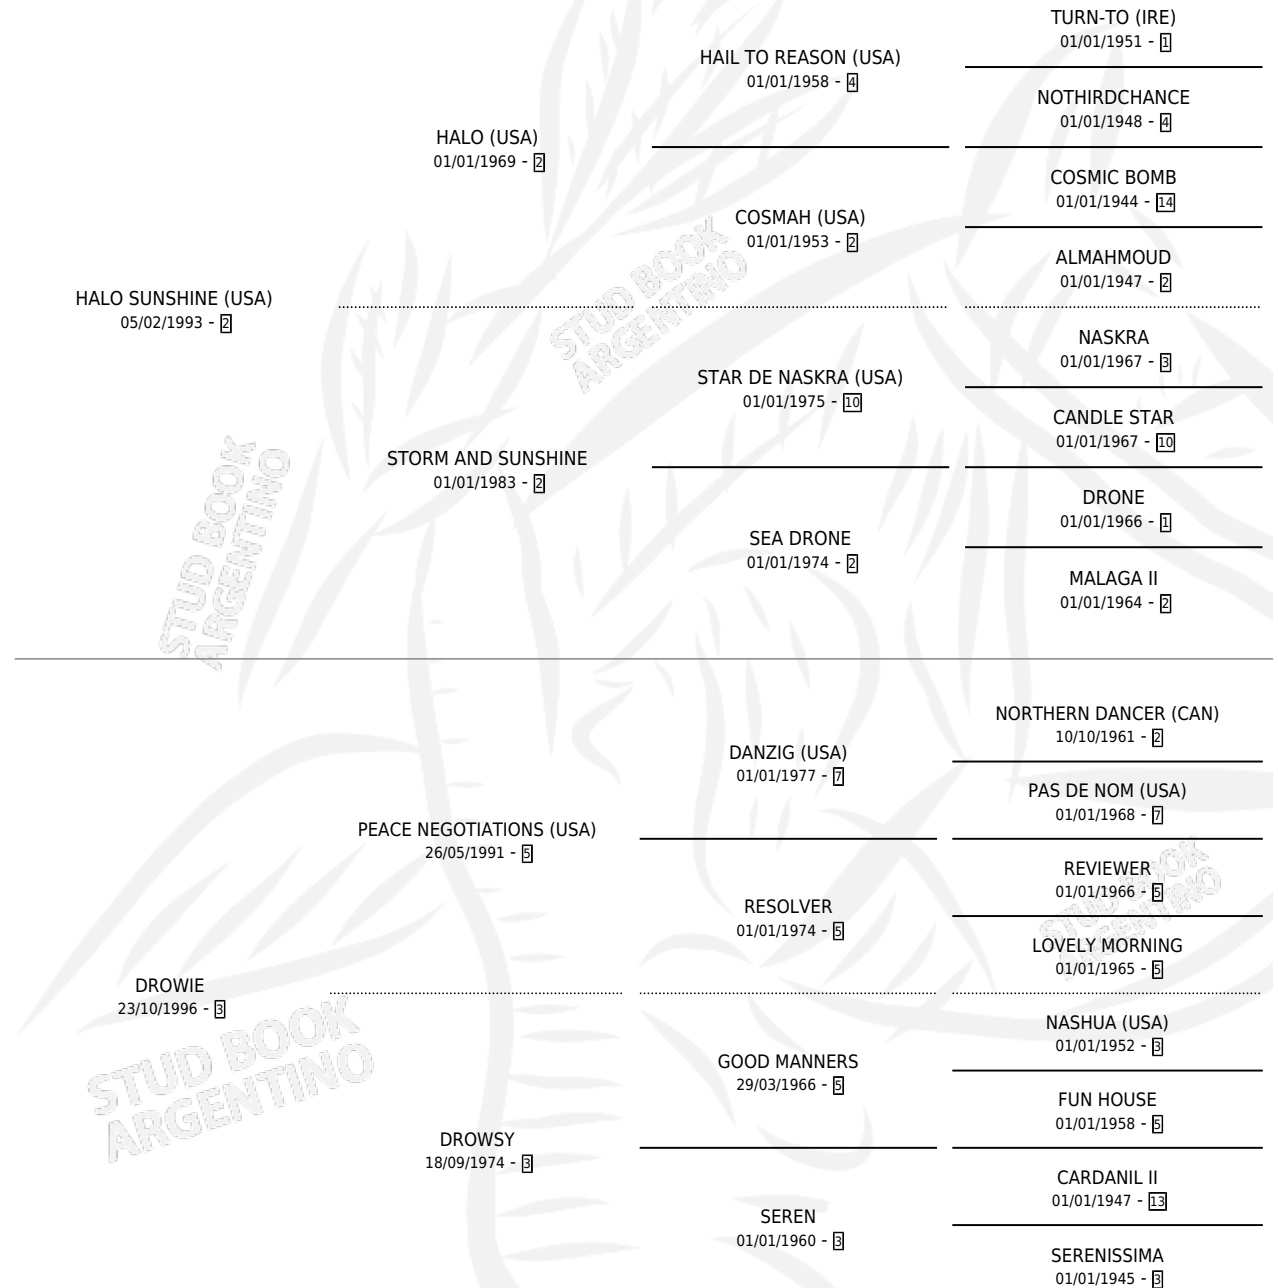 TURN-TO (IRE)
01/01/1951 - 1
HAIL TO REASON (USA)
01/01/1958 - 4
NOTHIRDCHANCE
01/01/1948 - 4
HALO (USA)
01/01/1969 - 2
COSMIC BOMB
01/01/1944 - 14
COSMAH (USA)
01/01/1953 - 2
ALMAHMOUD
01/01/1947 - 2
HALO SUNSHINE (USA)
05/02/1993 - 2
NASKRA
01/01/1967 - 3
STAR DE NASKRA (USA)
01/01/1975 - 10
CANDLE STAR
01/01/1967 - 10
STORM AND SUNSHINE
01/01/1983 - 2
DRONE
01/01/1966 - 1
SEA DRONE
01/01/1974 - 2
MALAGA II
01/01/1964 - 2
NORTHERN DANCER (CAN)
10/10/1961 - 2
DANZIG (USA)
01/01/1977 - 7
PAS DE NOM (USA)
01/01/1968 - 7
PEACE NEGOTIATIONS (USA)
26/05/1991 - 5
REVIEWER
01/01/1966 - 5
RESOLVER
01/01/1974 - 5
LOVELY MORNING
01/01/1965 - 5
DROWIE
23/10/1996 - 3
NASHUA (USA)
01/01/1952 - 3
GOOD MANNERS
29/03/1966 - 5
FUN HOUSE
01/01/1958 - 5
DROWSY
18/09/1974 - 3
CARDANIL II
01/01/1947 - 13
SEREN
01/01/1960 - 3
SERENISSIMA
01/01/1945 - 3
STUD BOOK
ARGENTINO
STUD BOOK
ARGENTINO
STUD BOOK
ARGENTINO
STUD BOOK
ARGENTINO